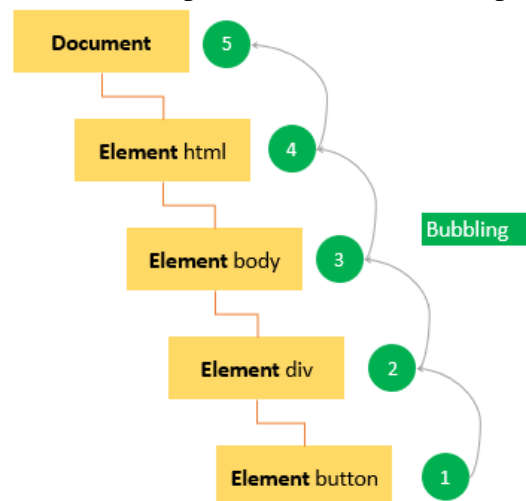 Document
5
Element html
4
Bubbling
Element body
3
Element div
2
Element button
1